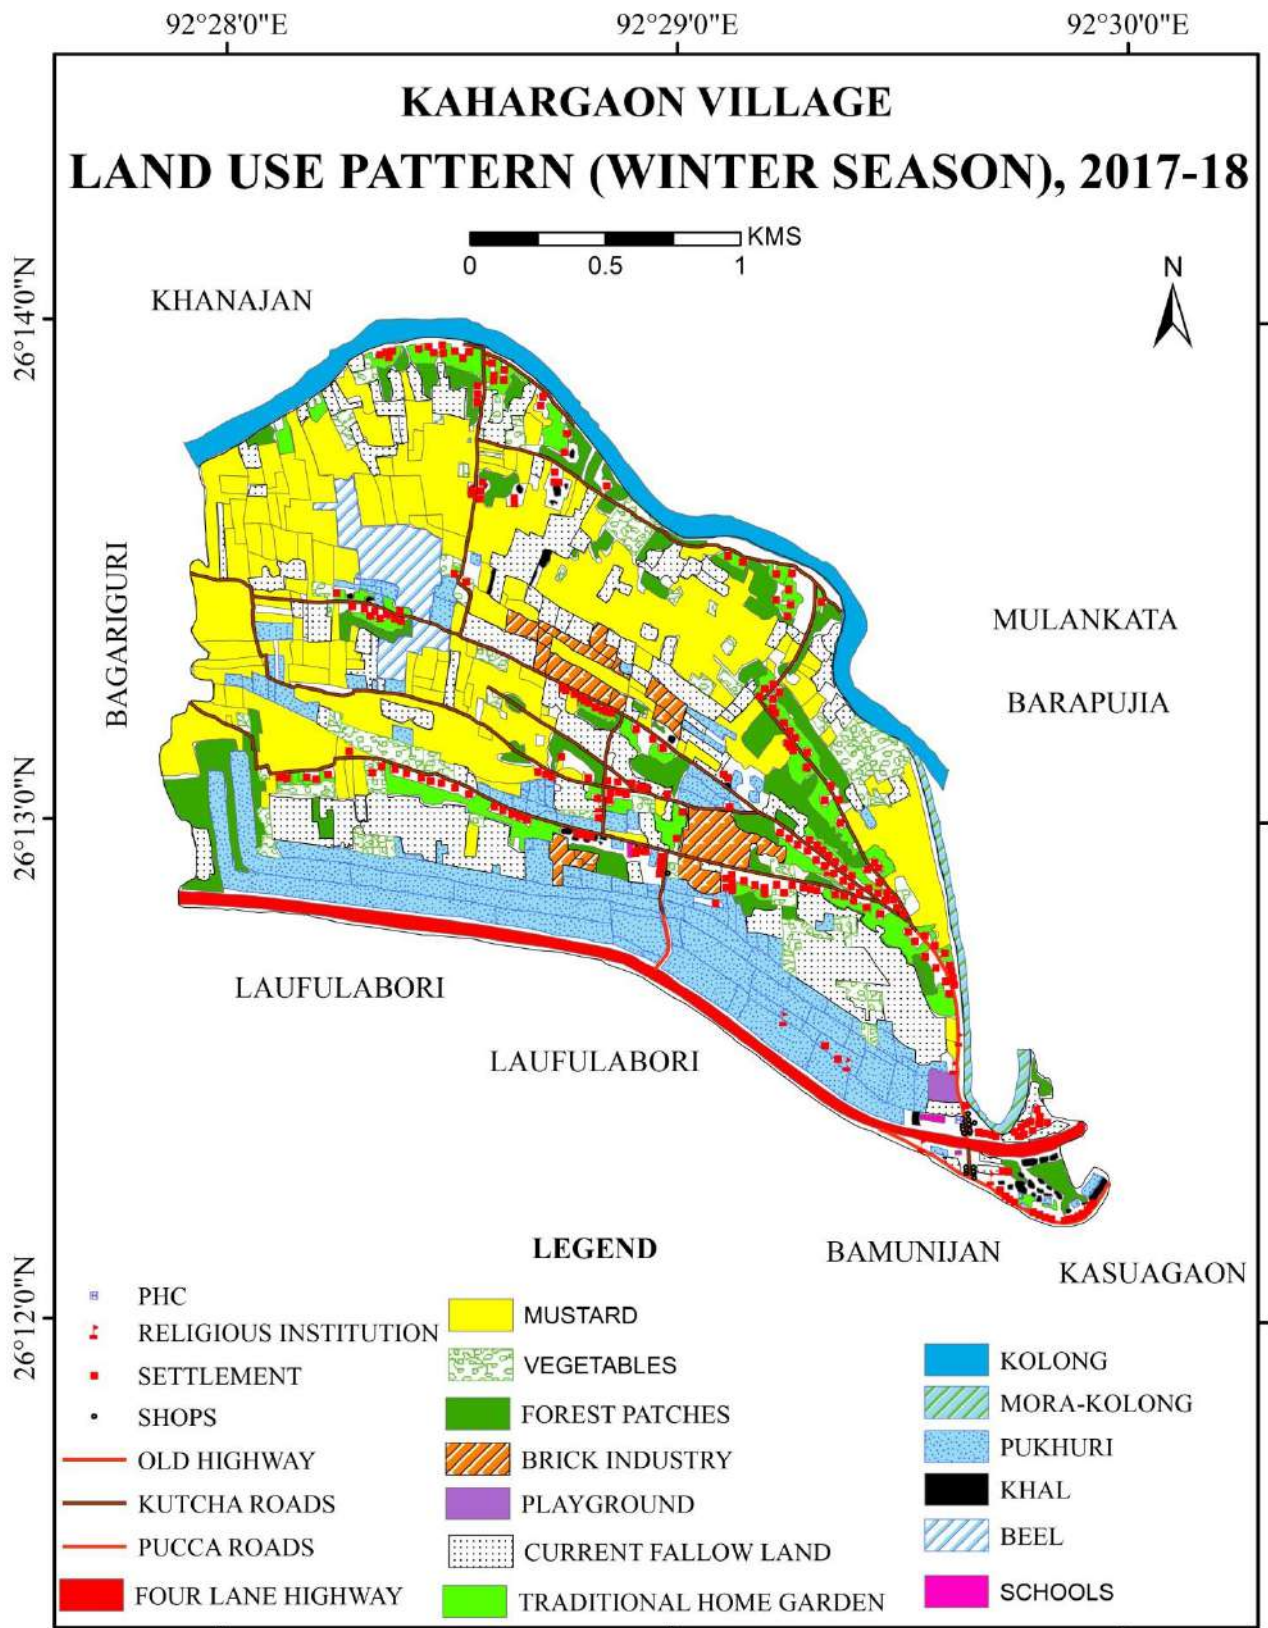 92°28'0"E 92°29'0"E 92°30'0"E
KAHARGAON VILLAGE
LAND USE PATTERN (WINTER SEASON), 2017-18
KMS
0 0.5 1
N
26°14'0"N
KHANAJAN
BAGARIGURI
MULANKATA
BARAPUJIA
26°13'0"N
LAUFULABORI
LAUFULABORI
BAMUNIJAN
KASUAGAON
26°12'0"N
LEGEND
PHC
RELIGIOUS INSTITUTION
SETTLEMENT
SHOPS
OLD HIGHWAY
KUTCHA ROADS
PUCCA ROADS
FOUR LANE HIGHWAY
MUSTARD
VEGETABLES
FOREST PATCHES
BRICK INDUSTRY
PLAYGROUND
CURRENT FALLOW LAND
TRADITIONAL HOME GARDEN
KOLONG
MORA-KOLONG
PUKHURI
KHAL
BEEL
SCHOOLS